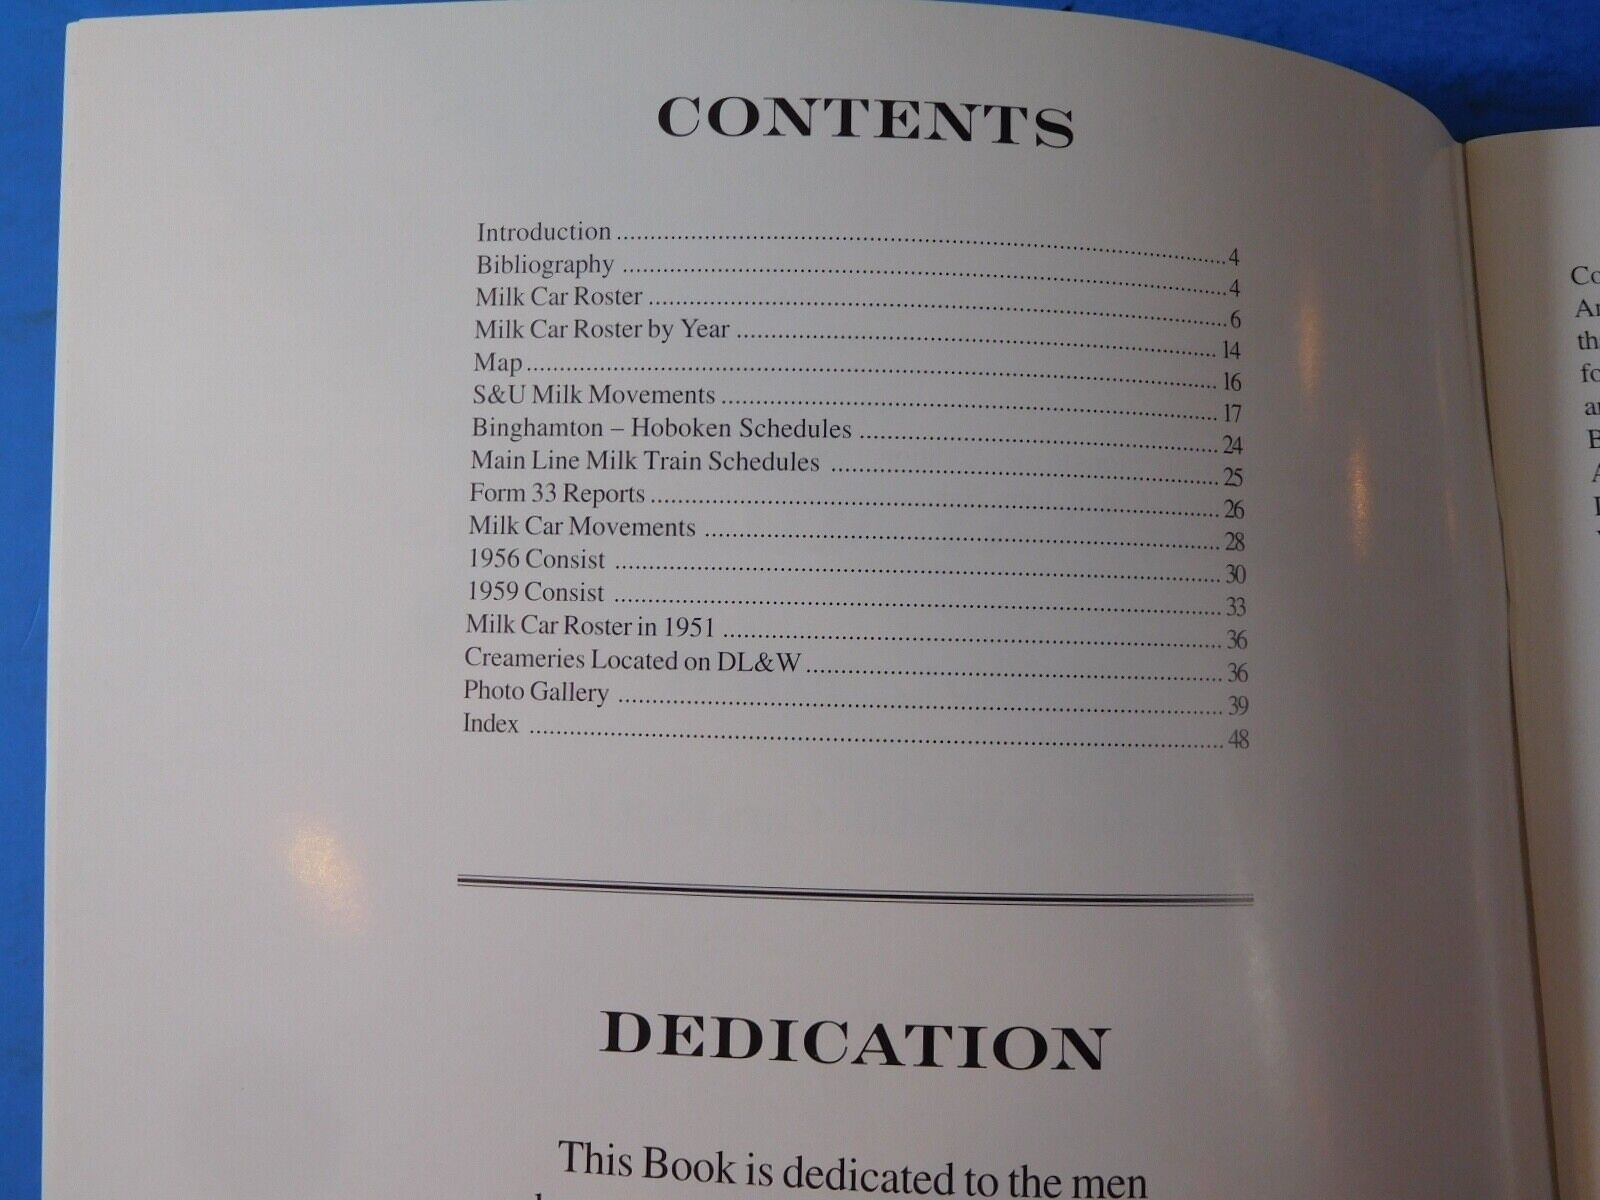 CONTENTS
Introduction ........ 4
Bibliography ........ 4
Milk Car Roster ........ 6
Milk Car Roster by Year ........ 14
Map ........ 16
S&U Milk Movements ........ 17
Binghamton – Hoboken Schedules ........ 24
Main Line Milk Train Schedules ........ 25
Form 33 Reports ........ 26
Milk Car Movements ........ 28
1956 Consist ........ 30
1959 Consist ........ 33
Milk Car Roster in 1951 ........ 36
Creameries Located on DL&W ........ 36
Photo Gallery ........ 39
Index ........ 48
DEDICATION
This Book is dedicated to the men